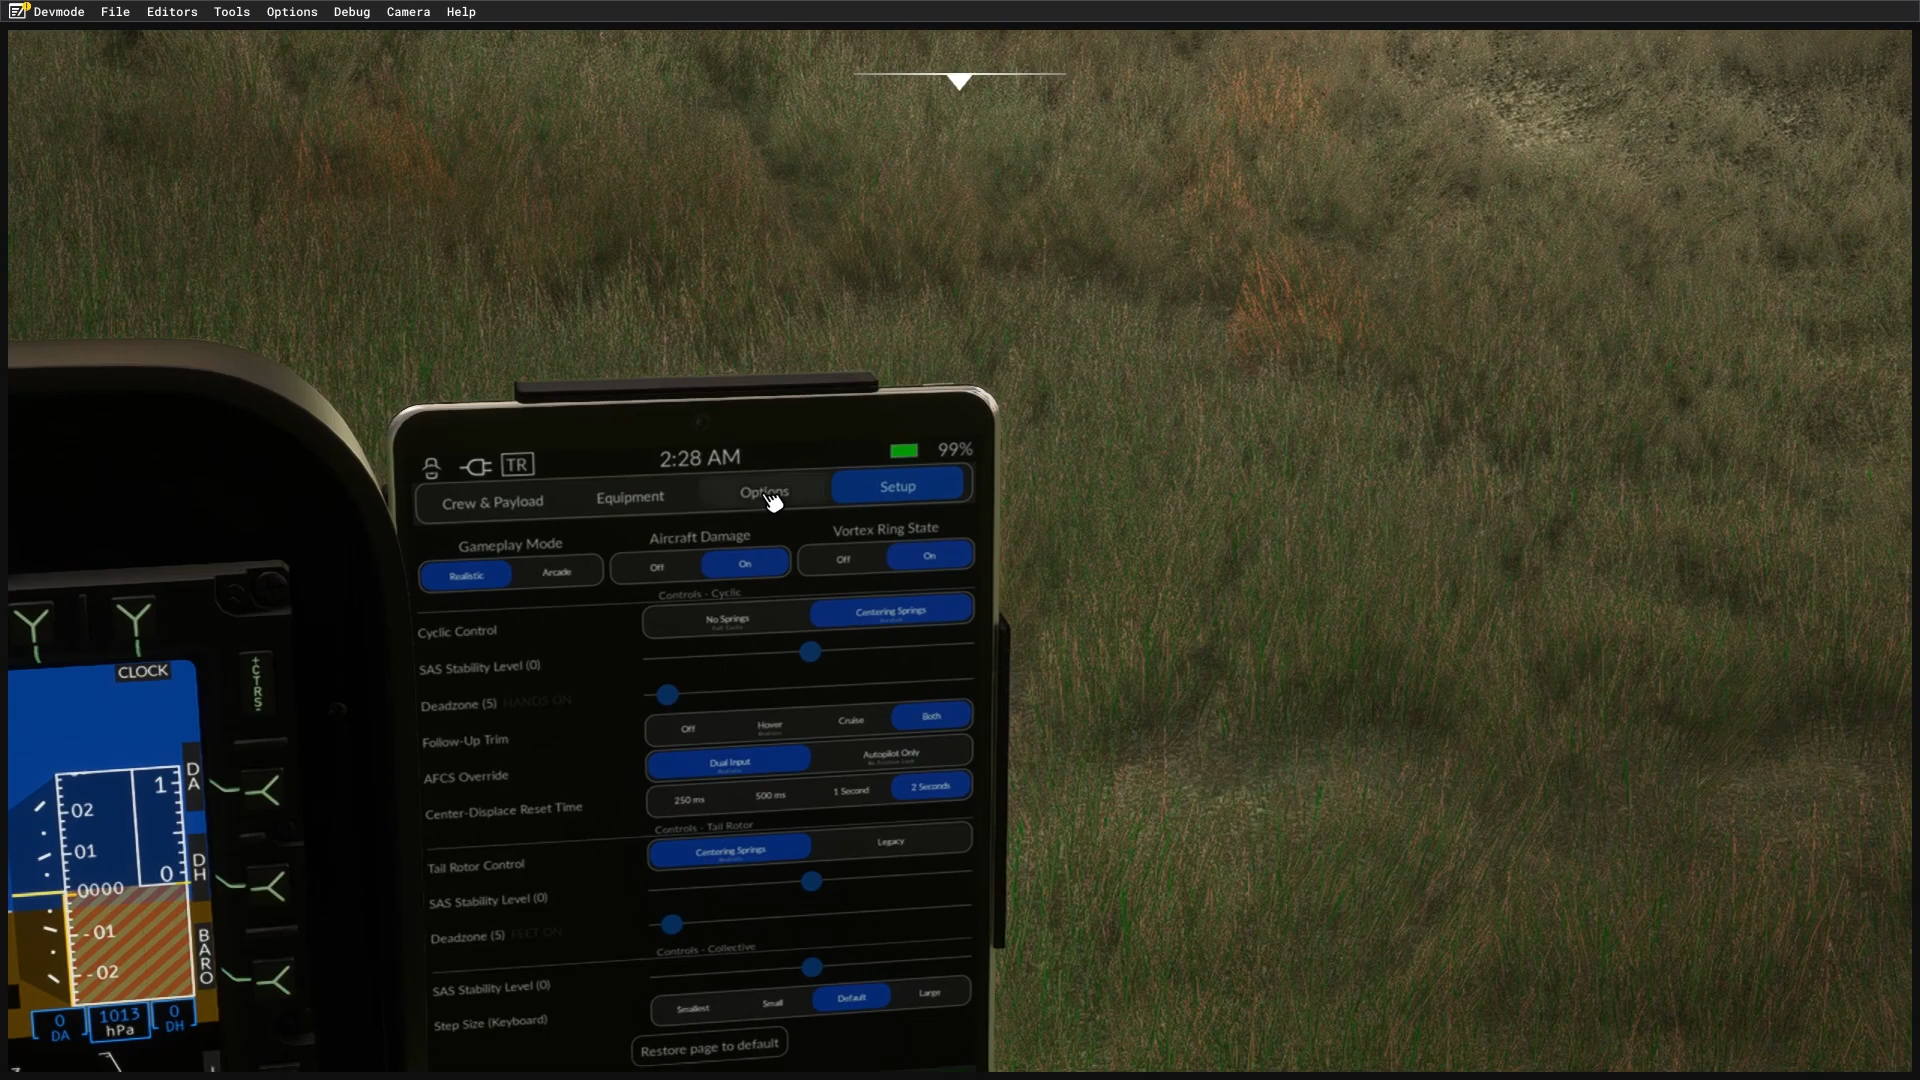 Devmode File Editors Tools Options Debug Camera Help
TR 2:28 AM 99%
Crew & Payload Equipment Options Setup
Gameplay Mode Aircraft Damage Vortex Ring State
Realistic Arcade Off On Off On
Controls - Cyclic
Cyclic Control No Springs Centering Springs
SAS Stability Level (0)
Deadzone (5) HANDS ON
Follow-Up Trim Off Hover Cruise Both
AFCS Override Dual Input Autopilot Only
Center-Displace Reset Time 250 ms 500 ms 1 Second 2 Seconds
Controls - Tail Rotor
Tail Rotor Control Centering Springs Legacy
SAS Stability Level (0)
Deadzone (5) FEET ON
Controls - Collective
SAS Stability Level (0)
Step Size (Keyboard) Smallest Small Default Large
Restore page to default
CLOCK
+CTRS-
DA
1
02
01
0
DH
0000
-01
BARO
-02
0 1013 0
DA hPa DH